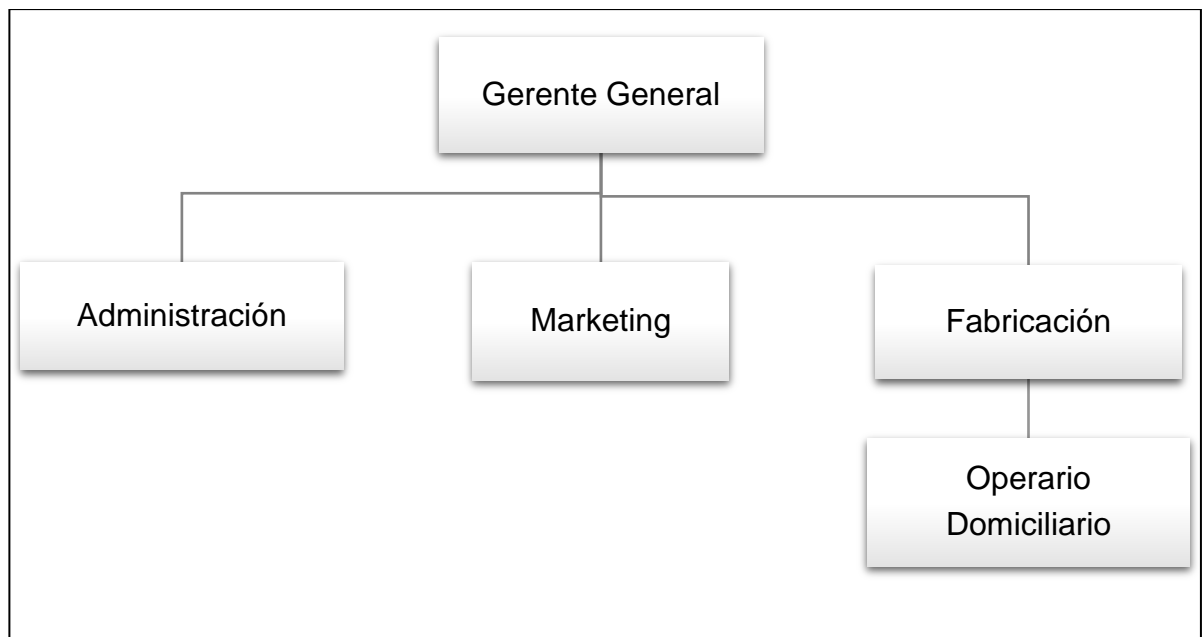 Gerente General
Administración
Marketing
Fabricación
Operario
Domiciliario